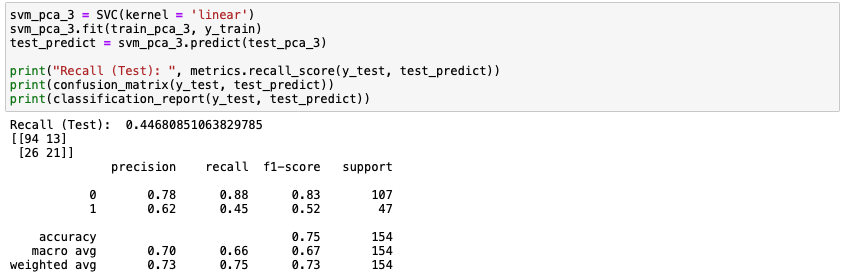 svm_pca_3 = SVC(kernel = 'linear')
svm_pca_3.fit(train_pca_3, y_train)
test_predict = svm_pca_3.predict(test_pca_3)

print("Recall (Test): ", metrics.recall_score(y_test, test_predict))
print(confusion_matrix(y_test, test_predict))
print(classification_report(y_test, test_predict))

Recall (Test):  0.44680851063829785
[[94 13]
 [26 21]]
              precision    recall  f1-score   support

           0       0.78      0.88      0.83       107
           1       0.62      0.45      0.52        47

    accuracy                           0.75       154
   macro avg       0.70      0.66      0.67       154
weighted avg       0.73      0.75      0.73       154